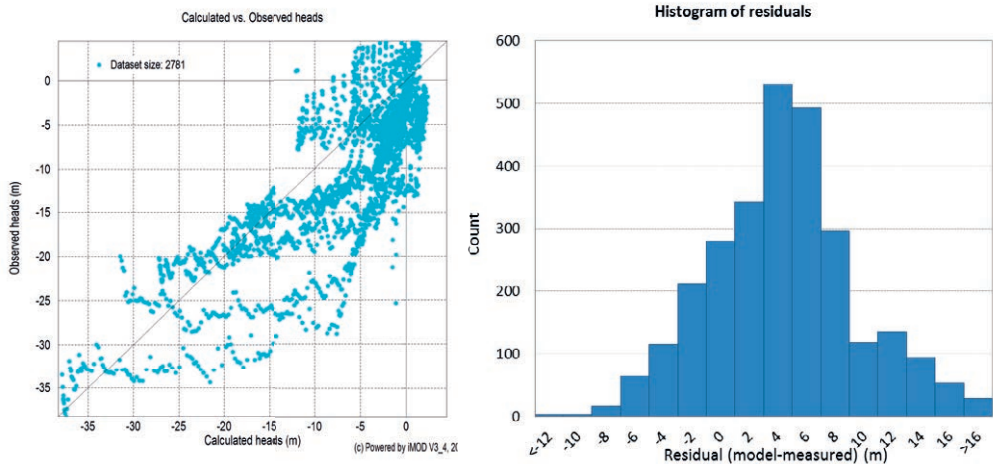 Calculated vs. Observed heads
Dataset size: 2781
0
-5
-10
-15
-20
-25
-30
-35
Observed heads (m)
-35 -30 -25 -20 -15 -10 -5 0
Calculated heads (m)
(c) Powered by iMOD V3_4, 20
Histogram of residuals
600
500
400
300
200
100
0
Count
<-12 -10 -8 -6 -4 -2 0 2 4 6 8 10 12 14 16 >16
Residual (model-measured) (m)